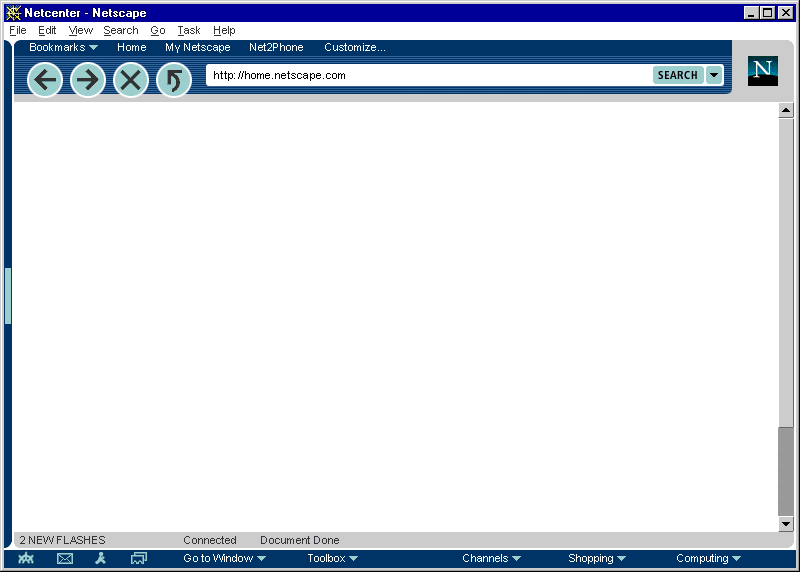 Netcenter - Netscape
File Edit View Search Go Task Help
Bookmarks Home My Netscape Net2Phone Customize...
http://home.netscape.com SEARCH
N
2 NEW FLASHES Connected Document Done
Go to Window Toolbox Channels Shopping Computing